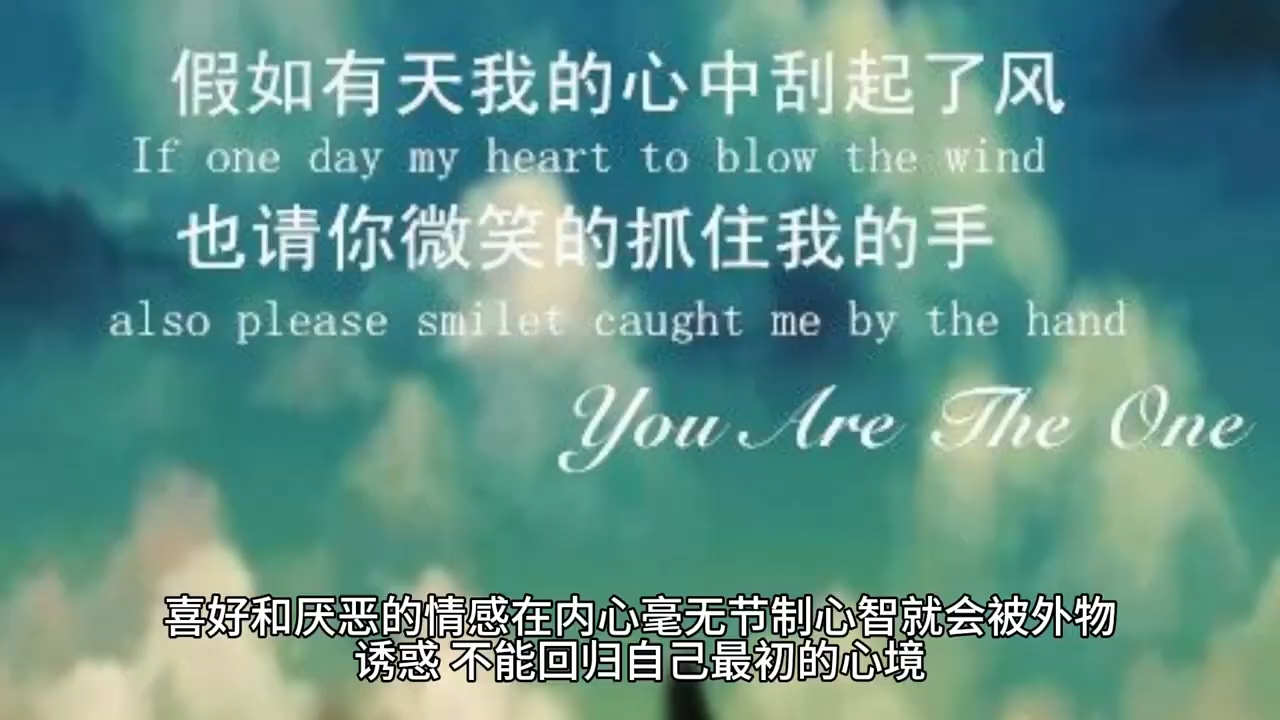 假如有天我的心中刮起了风
If one day my heart to blow the wind
也请你微笑的抓住我的手
also please smilet caught me by the hand
You Are The One
喜好和厌恶的情感在内心毫无节制心智就会被外物
诱惑 不能回归自己最初的心境